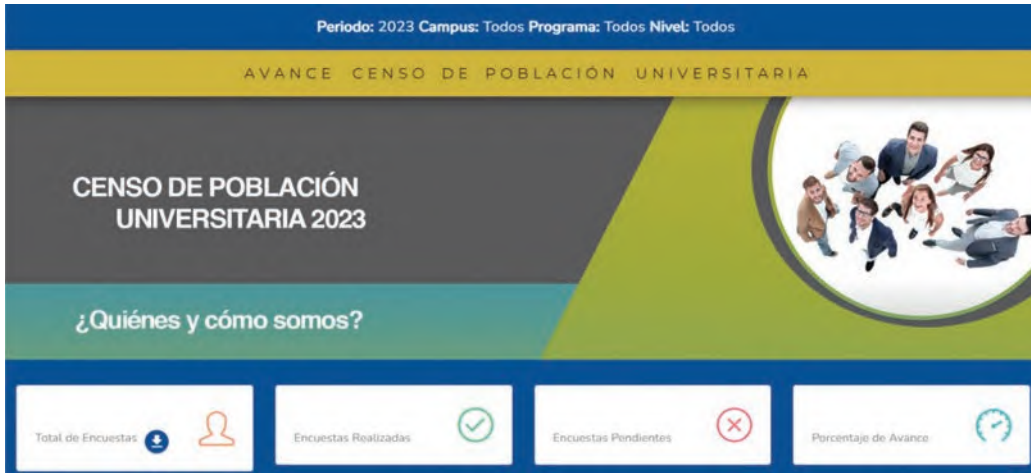 Periodo: 2023 Campus: Todos Programa: Todos Nivel: Todos
AVANCE CENSO DE POBLACIÓN UNIVERSITARIA
CENSO DE POBLACIÓN
UNIVERSITARIA 2023
¿Quiénes y cómo somos?
Total de Encuestas
Encuestas Realizadas
Encuestas Pendientes
Porcentaje de Avance